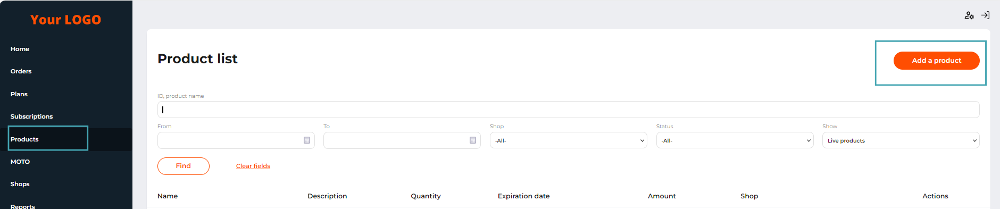 Your LOGO
Home
Orders
Plans
Subscriptions
Products
MOTO
Shops
Reports
Product list
Add a product
ID, product name
From To Shop Status Show
-All- -All- Live products
Find Clear fields
Name Description Quantity Expiration date Amount Shop Actions